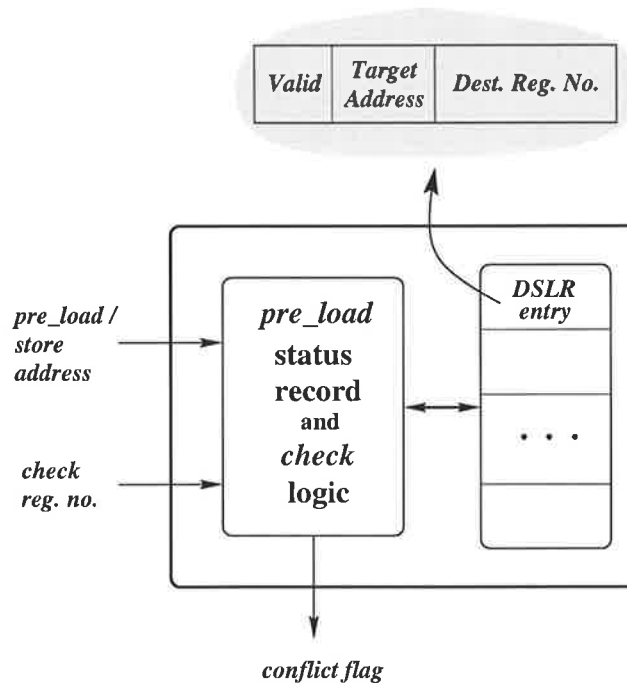 Valid
Target
Address
Dest. Reg. No.
DSLR
entry
pre_load /
store
address
pre_load
status
record
and
check
logic
check
reg. no.
conflict flag